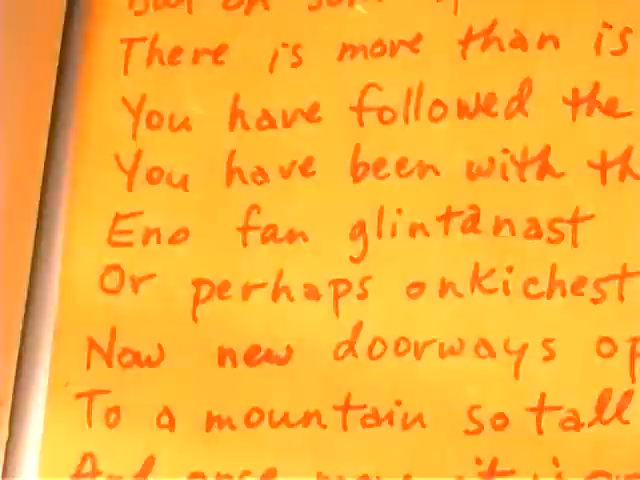 There is more than is
You have followed the
You have been with th
Eno fan glintanast
Or perhaps onkichest
Now new doorways op
To a mountain so tall